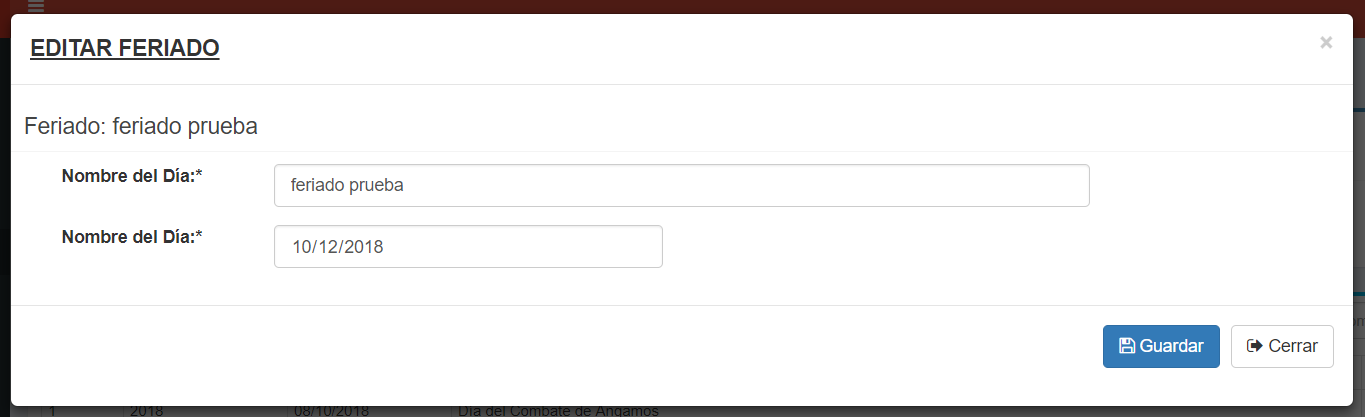 EDITAR FERIADO
×
Feriado: feriado prueba
Nombre del Día:*
feriado prueba
Nombre del Día:*
10/12/2018
Guardar Cerrar
1 2018 08/10/2018 Día del Combate de Angamos